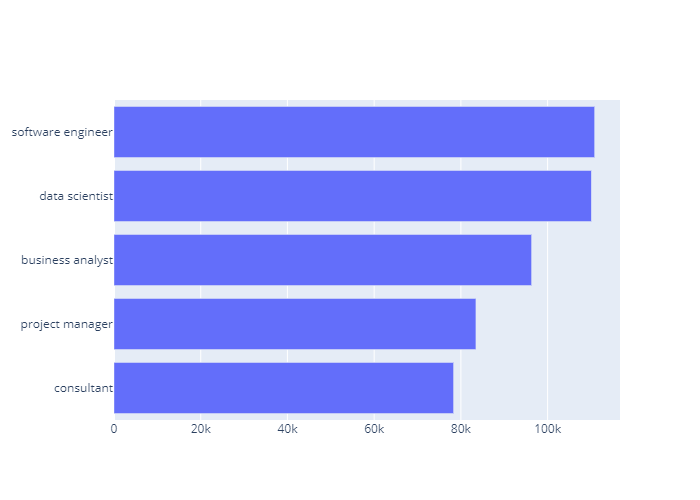 software engineer
data scientist
business analyst
project manager
consultant
0 20k 40k 60k 80k 100k